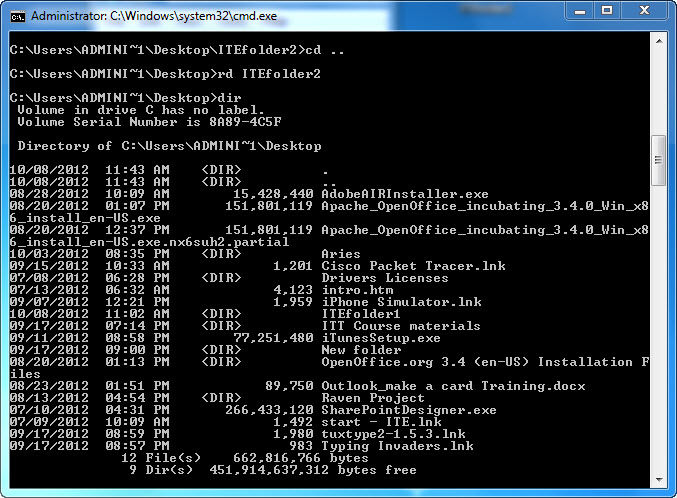 Administrator: C:\Windows\system32\cmd.exe
C:\Users\ADMINI~1\Desktop\ITEfolder2>cd ..
C:\Users\ADMINI~1\Desktop>rd ITEfolder2
C:\Users\ADMINI~1\Desktop>dir
 Volume in drive C has no label.
 Volume Serial Number is 8A89-4C5F
 Directory of C:\Users\ADMINI~1\Desktop
10/08/2012  11:43 AM    <DIR>          .
10/08/2012  11:43 AM    <DIR>          ..
08/28/2012  10:09 AM        15,428,440 AdobeAIRInstaller.exe
08/20/2012  01:07 PM       151,801,119 Apache_OpenOffice_incubating_3.4.0_Win_x8
6_install_en-US.exe
08/20/2012  12:37 PM       151,801,119 Apache_OpenOffice_incubating_3.4.0_Win_x8
6_install_en-US.exe.nx6suh2.partial
10/03/2012  08:35 PM    <DIR>          Aries
09/15/2012  10:33 AM             1,201 Cisco Packet Tracer.lnk
07/08/2012  06:28 PM    <DIR>          Drivers Licenses
07/13/2012  06:32 AM             4,123 intro.htm
09/07/2012  12:21 PM             1,959 iPhone Simulator.lnk
10/08/2012  11:02 AM    <DIR>          ITEfolder1
09/17/2012  07:14 PM    <DIR>          ITT Course materials
09/11/2012  08:58 PM        77,251,480 iTunesSetup.exe
09/17/2012  09:00 PM    <DIR>          New folder
08/20/2012  01:13 PM    <DIR>          OpenOffice.org 3.4 (en-US) Installation F
iles
08/23/2012  01:51 PM            89,750 Outlook_make a card Training.docx
08/13/2012  04:54 PM    <DIR>          Raven Project
07/10/2012  04:31 PM       266,433,120 SharePointDesigner.exe
07/09/2012  10:09 AM             1,492 start - ITE.lnk
09/17/2012  08:59 PM             1,980 tuxtype2-1.5.3.lnk
09/17/2012  08:57 PM               983 Typing Invaders.lnk
              12 File(s)    662,816,766 bytes
               9 Dir(s)  451,914,637,312 bytes free